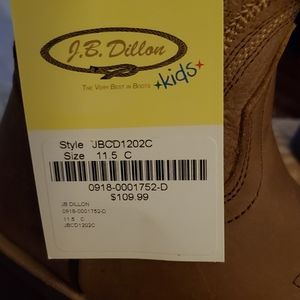 J.B. Dillon
THE VERY BEST IN BOOTS
kids
Style JBCD1202C
Size 11.5 C
0918-0001752-D
$109.99
JB DILLON
0918-0001752-D
11.5 C
JBCD1202C